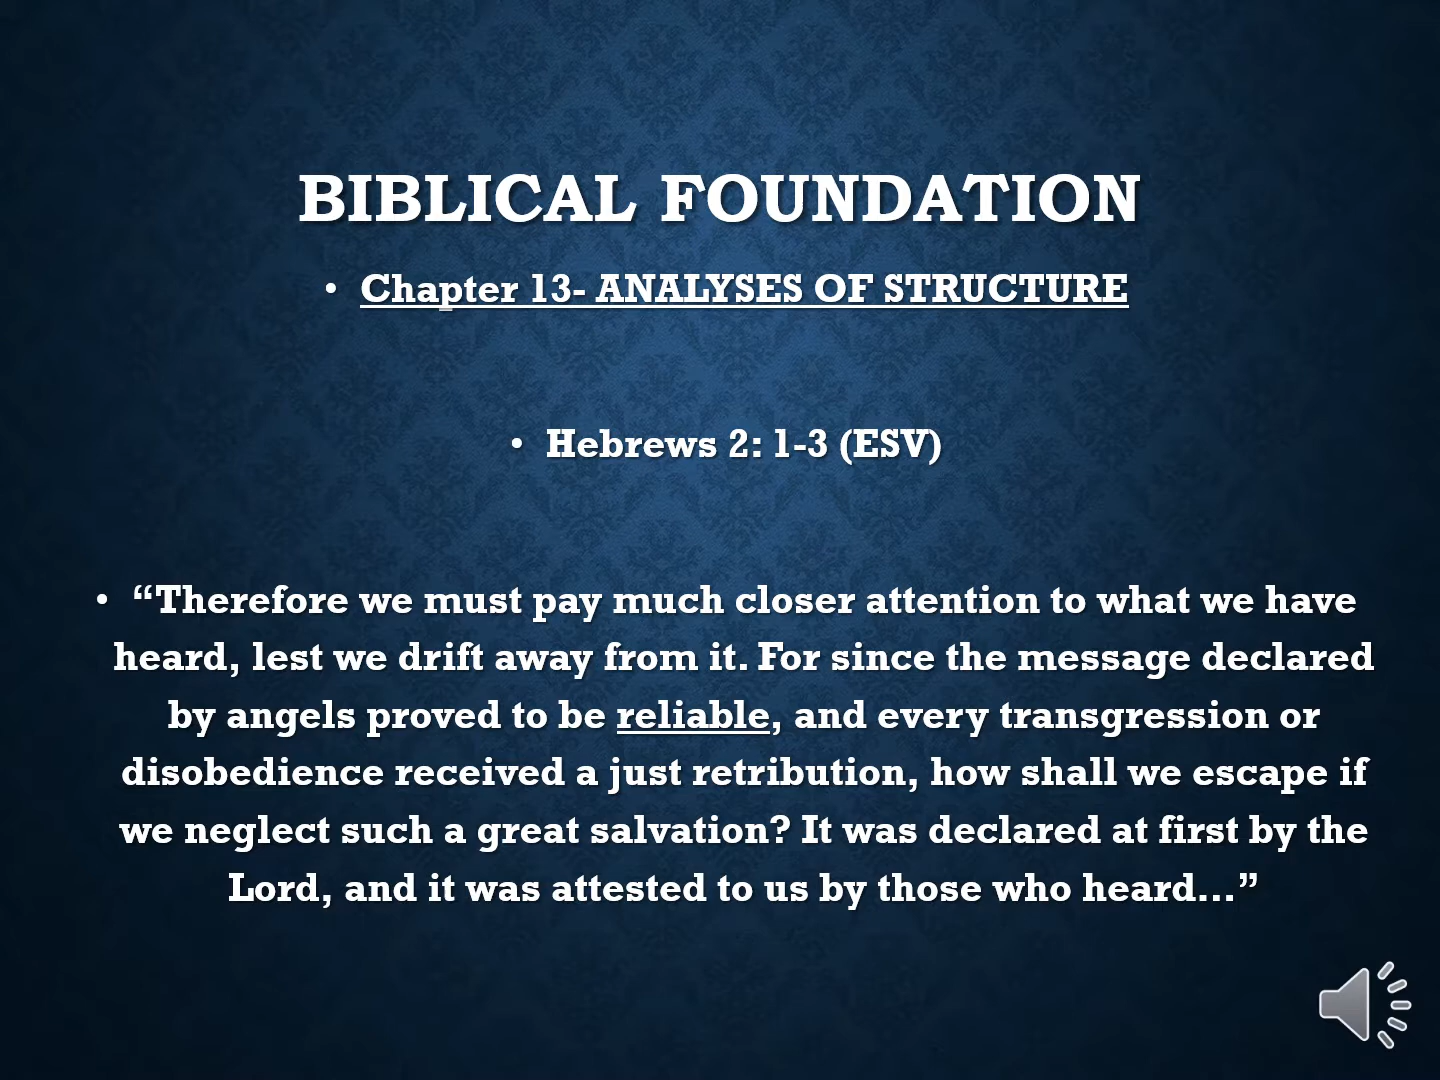 BIBLICAL FOUNDATION
• Chapter 13- ANALYSES OF STRUCTURE
• Hebrews 2: 1-3 (ESV)
• “Therefore we must pay much closer attention to what we have
heard, lest we drift away from it. For since the message declared
by angels proved to be reliable, and every transgression or
disobedience received a just retribution, how shall we escape if
we neglect such a great salvation? It was declared at first by the
Lord, and it was attested to us by those who heard…”